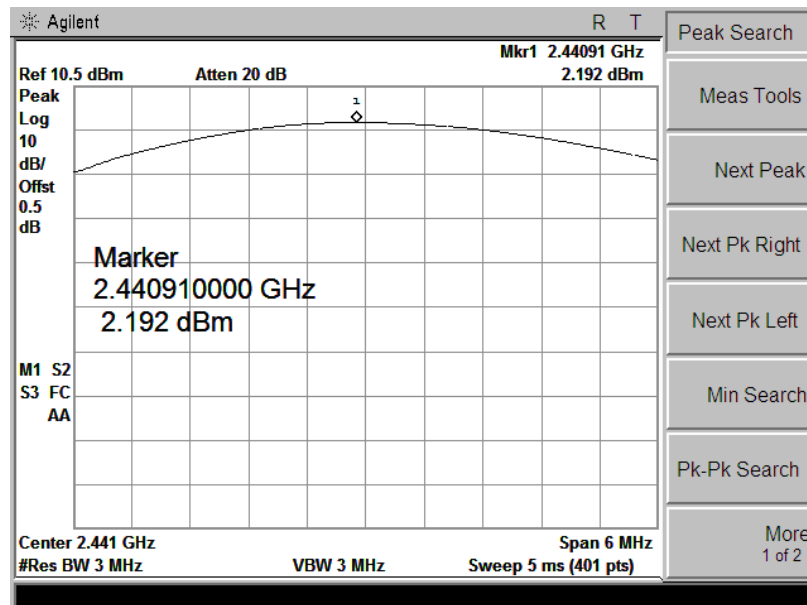 Agilent
R T
Mkr1 2.44091 GHz
Ref 10.5 dBm Atten 20 dB 2.192 dBm
Peak
Log
10
dB/
Offst
0.5
dB
1
Marker
2.440910000 GHz
2.192 dBm
M1 S2
S3 FC
AA
Center 2.441 GHz Span 6 MHz
#Res BW 3 MHz VBW 3 MHz Sweep 5 ms (401 pts)
Peak Search
Meas Tools
Next Peak
Next Pk Right
Next Pk Left
Min Search
Pk-Pk Search
More
1 of 2